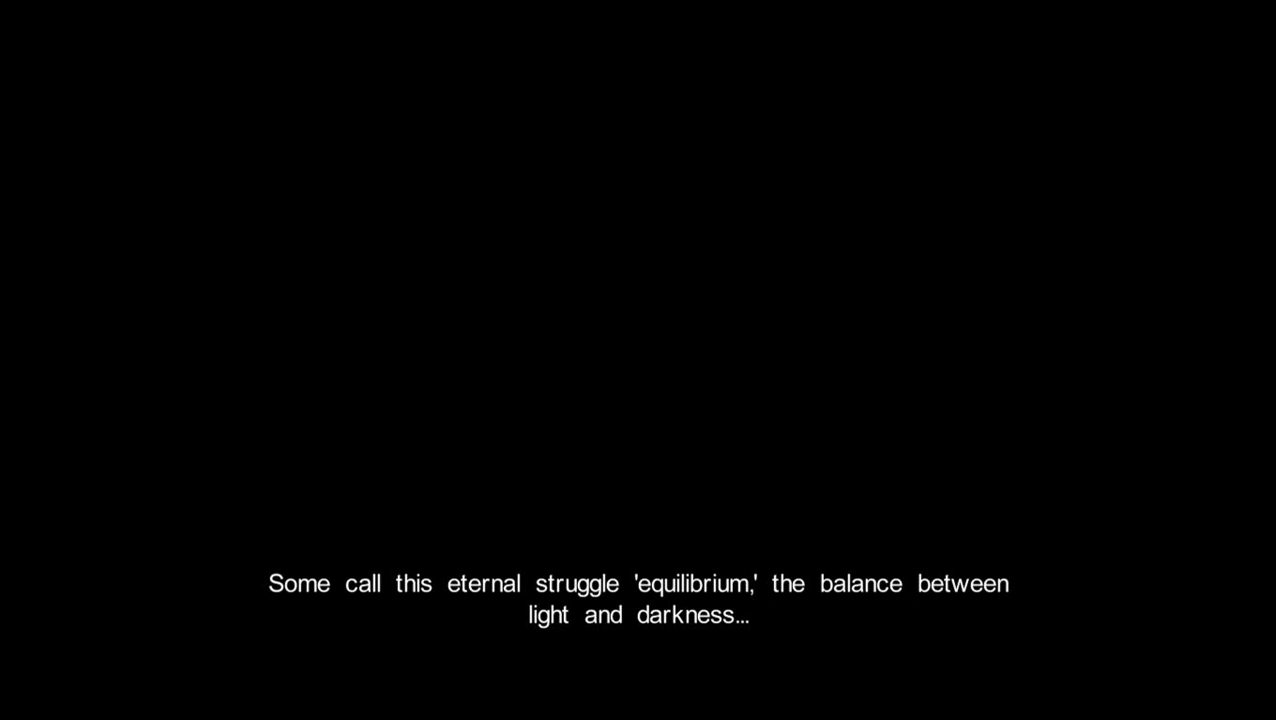 Some call this eternal struggle 'equilibrium,' the balance between
light and darkness...